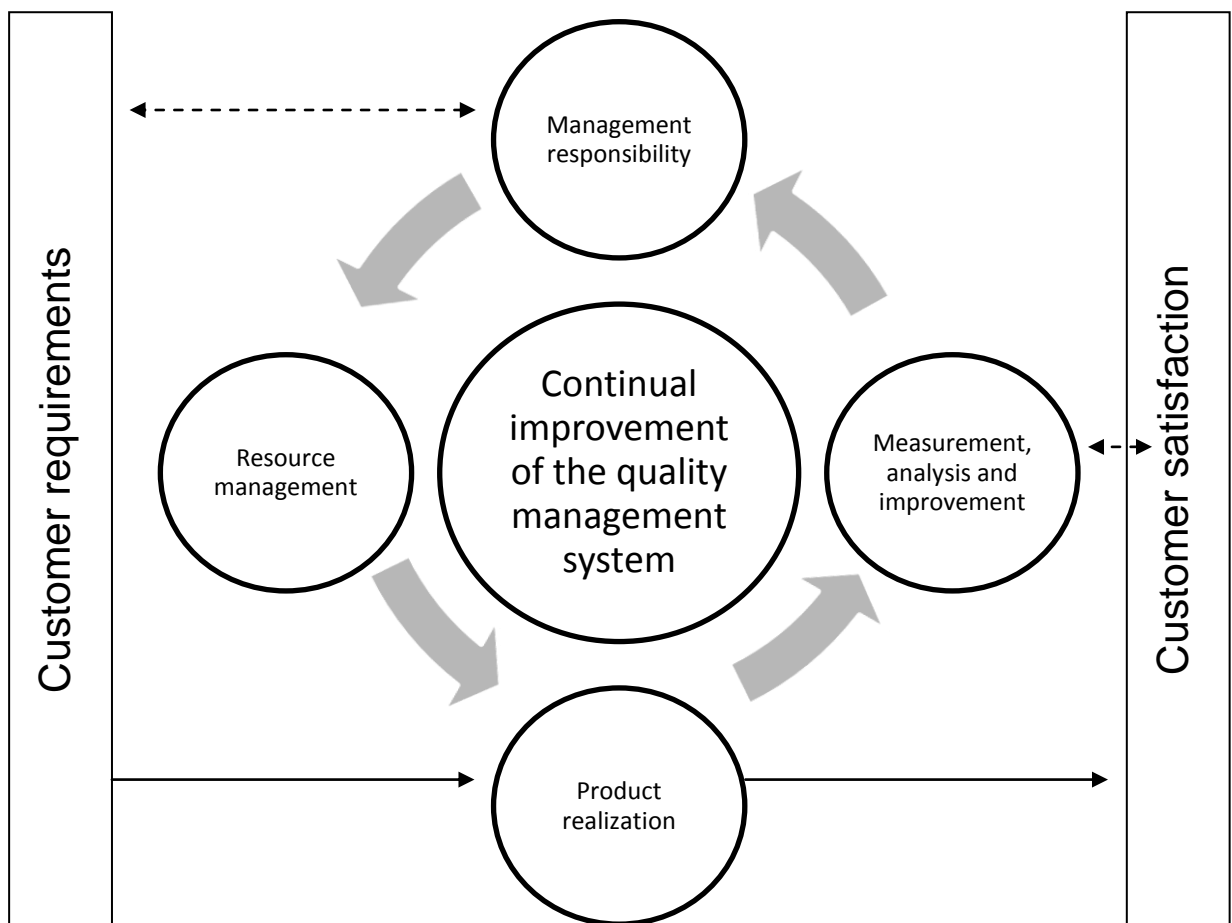 Customer requirements
Management
responsibility
Resource
management
Continual
improvement
of the quality
management
system
Measurement,
analysis and
improvement
Product
realization
Customer satisfaction